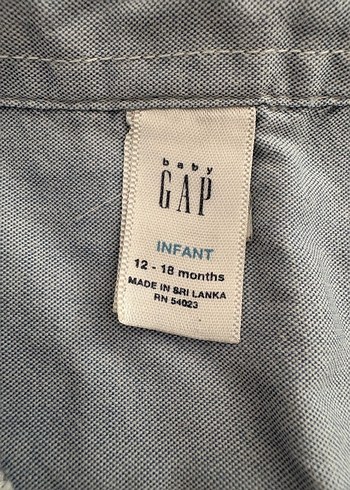 baby
GAP
INFANT
12 - 18 months
MADE IN SRI LANKA
RN 54023